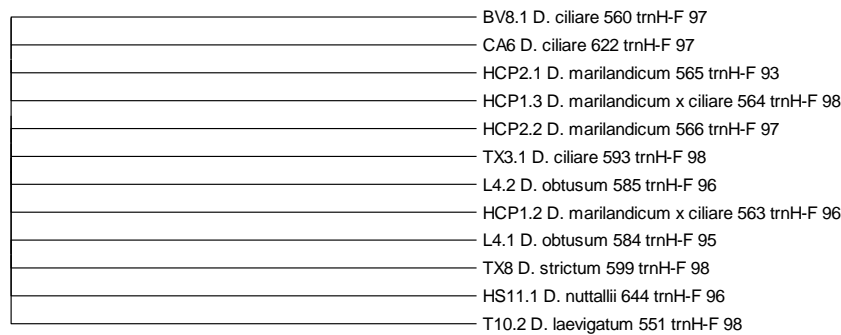 BV8.1 D. ciliare 560 trnH-F 97
CA6 D. ciliare 622 trnH-F 97
HCP2.1 D. marilandicum 565 trnH-F 93
HCP1.3 D. marilandicum x ciliare 564 trnH-F 98
HCP2.2 D. marilandicum 566 trnH-F 97
TX3.1 D. ciliare 593 trnH-F 98
L4.2 D. obtusum 585 trnH-F 96
HCP1.2 D. marilandicum x ciliare 563 trnH-F 96
L4.1 D. obtusum 584 trnH-F 95
TX8 D. strictum 599 trnH-F 98
HS11.1 D. nuttallii 644 trnH-F 96
T10.2 D. laevigatum 551 trnH-F 98